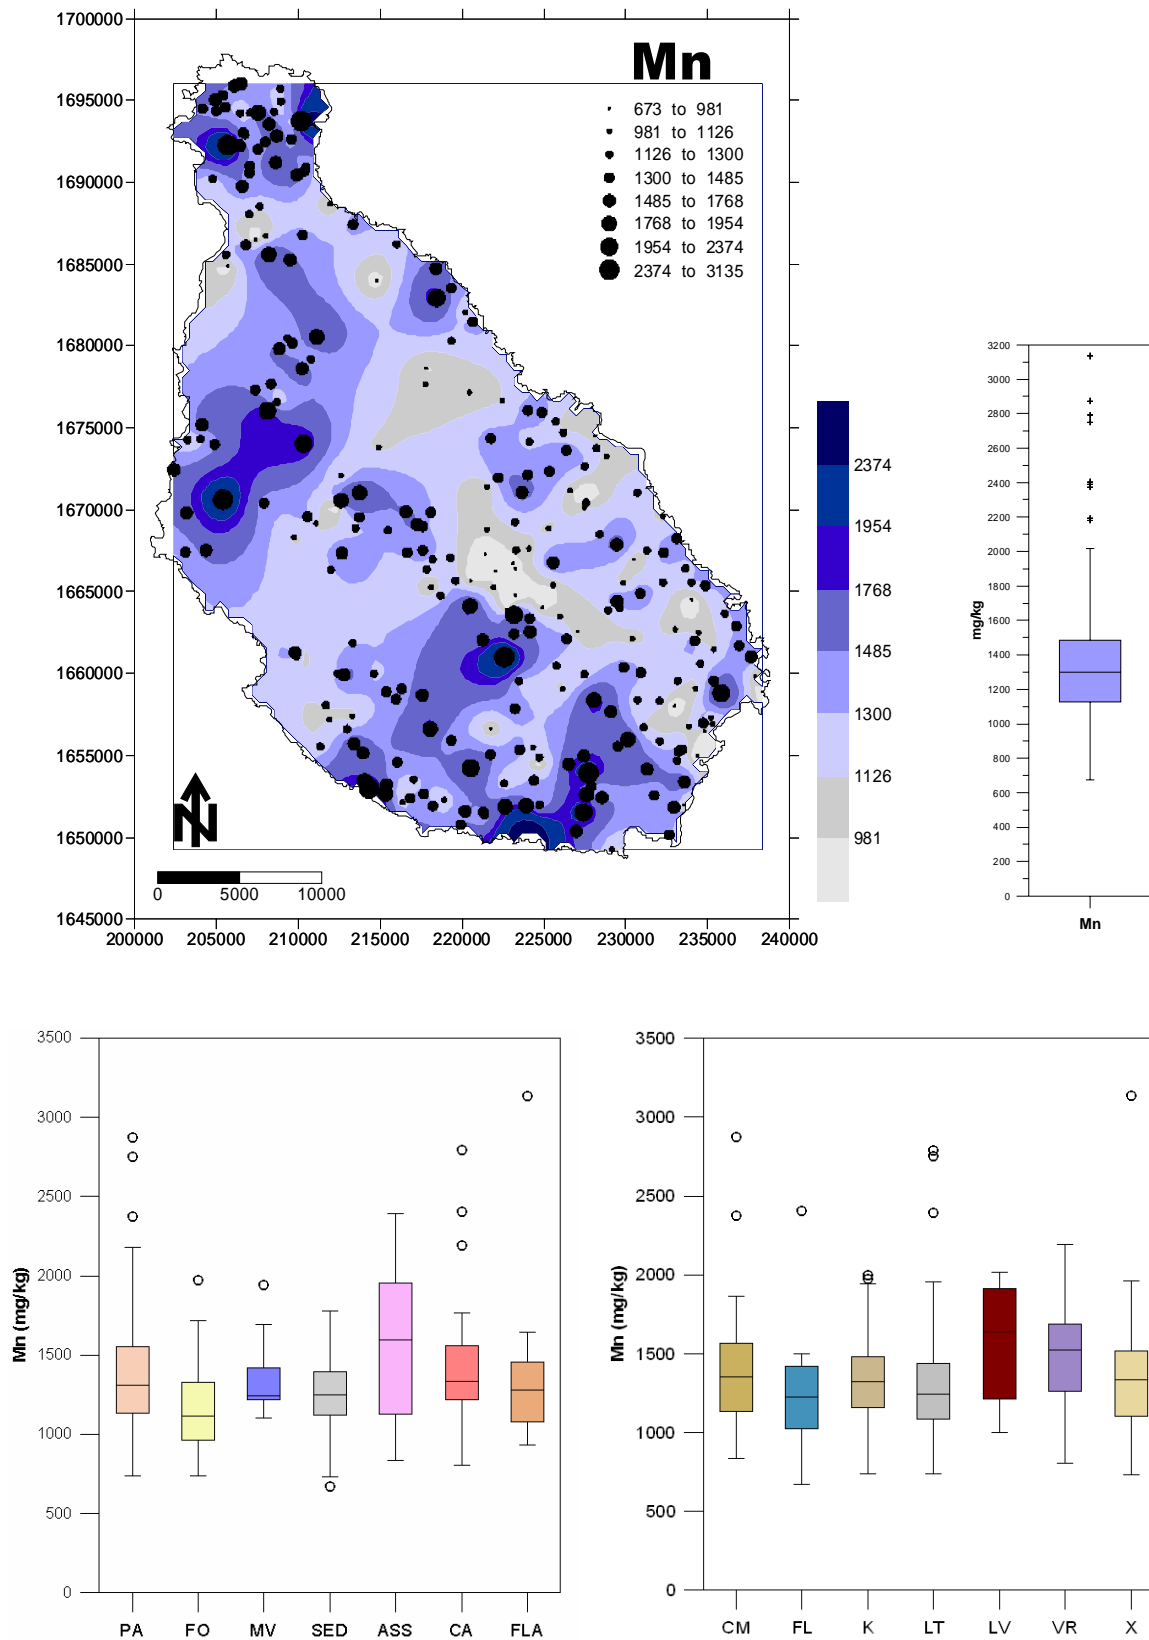 1700000
Mn
1695000
673 to 981
981 to 1126
1126 to 1300
1690000
1300 to 1485
1485 to 1768
1768 to 1954
1954 to 2374
1685000
2374 to 3135
1680000
1675000
1670000
1665000
1660000
1655000
1650000
N
0 5000 10000
1645000
200000 205000 210000 215000 220000 225000 230000 235000 240000
2374
1954
1768
1485
1300
1126
981
3200
3000
2800
2600
2400
2200
2000
1800
1600
1400
1200
1000
800
600
400
200
0
mg/kg
Mn
3500
3000
2500
2000
1500
1000
500
0
Mn (mg/kg)
PA FO MV SED ASS CA FLA
3500
3000
2500
2000
1500
1000
500
0
Mn (mg/kg)
CM FL K LT LV VR X